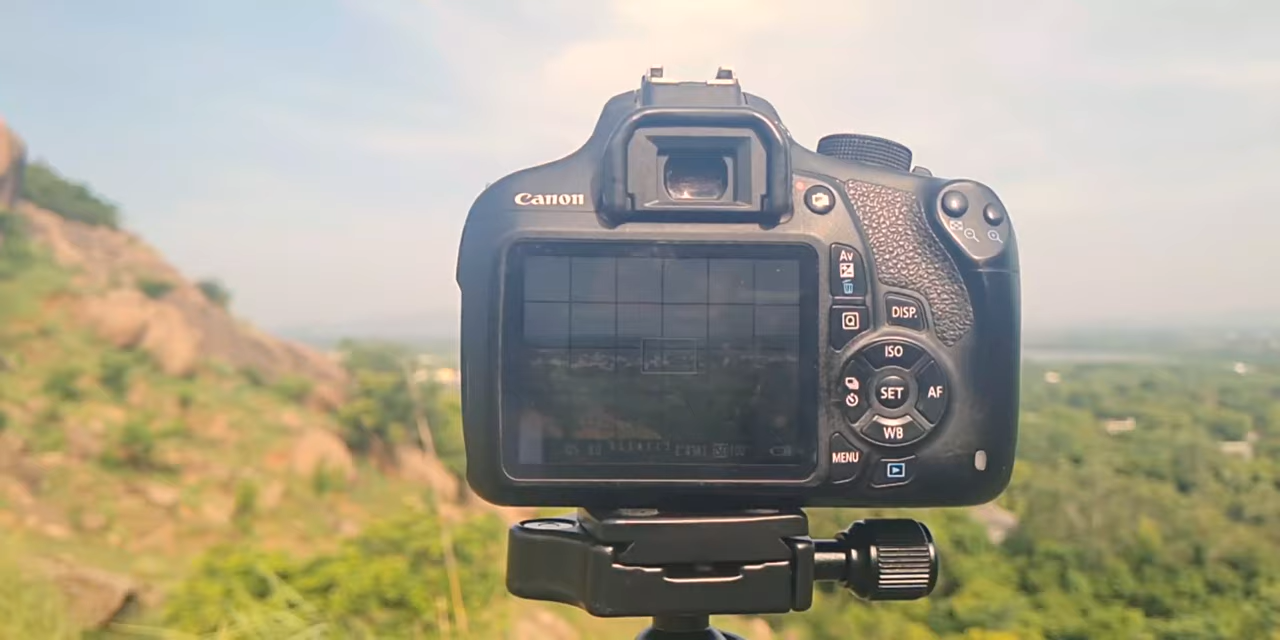 Canon
Av
Q
DISP.
ISO
SET
AF
WB
MENU